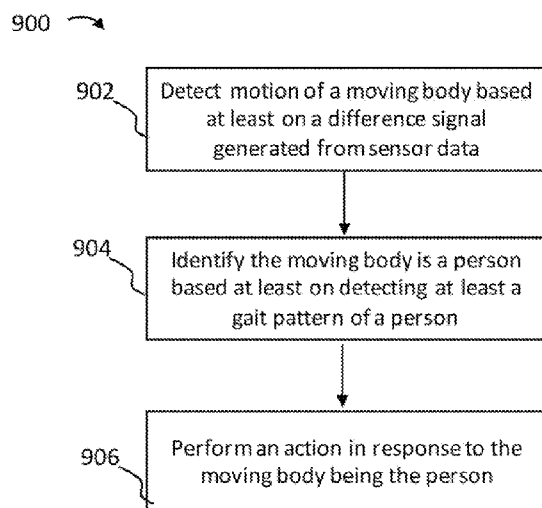 900
902
Detect motion of a moving body based
at least on a difference signal
generated from sensor data
904
Identify the moving body is a person
based at least on detecting at least a
gait pattern of a person
906
Perform an action in response to the
moving body being the person